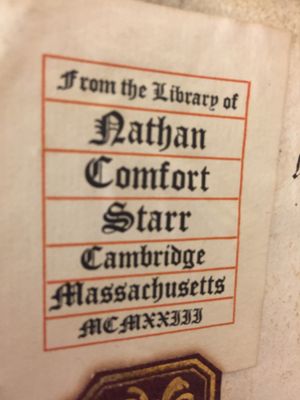 From the Library of
Nathan
Comfort
Starr
Cambridge
Massachusetts
MCMXXIII